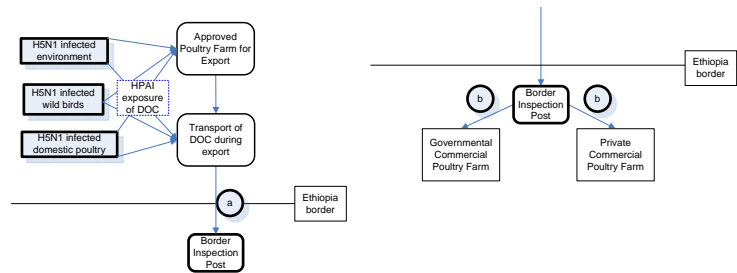 H5N1 infected
environment
H5N1 infected
wild birds
H5N1 infected
domestic poultry
HPAI
exposure
of DOC
Approved
Poultry Farm for
Export
Transport of
DOC during
export
a
Ethiopia
border
Border
Inspection
Post
Ethiopia
border
b
Border
Inspection
Post
b
Governmental
Commercial
Poultry Farm
Private
Commercial
Poultry Farm